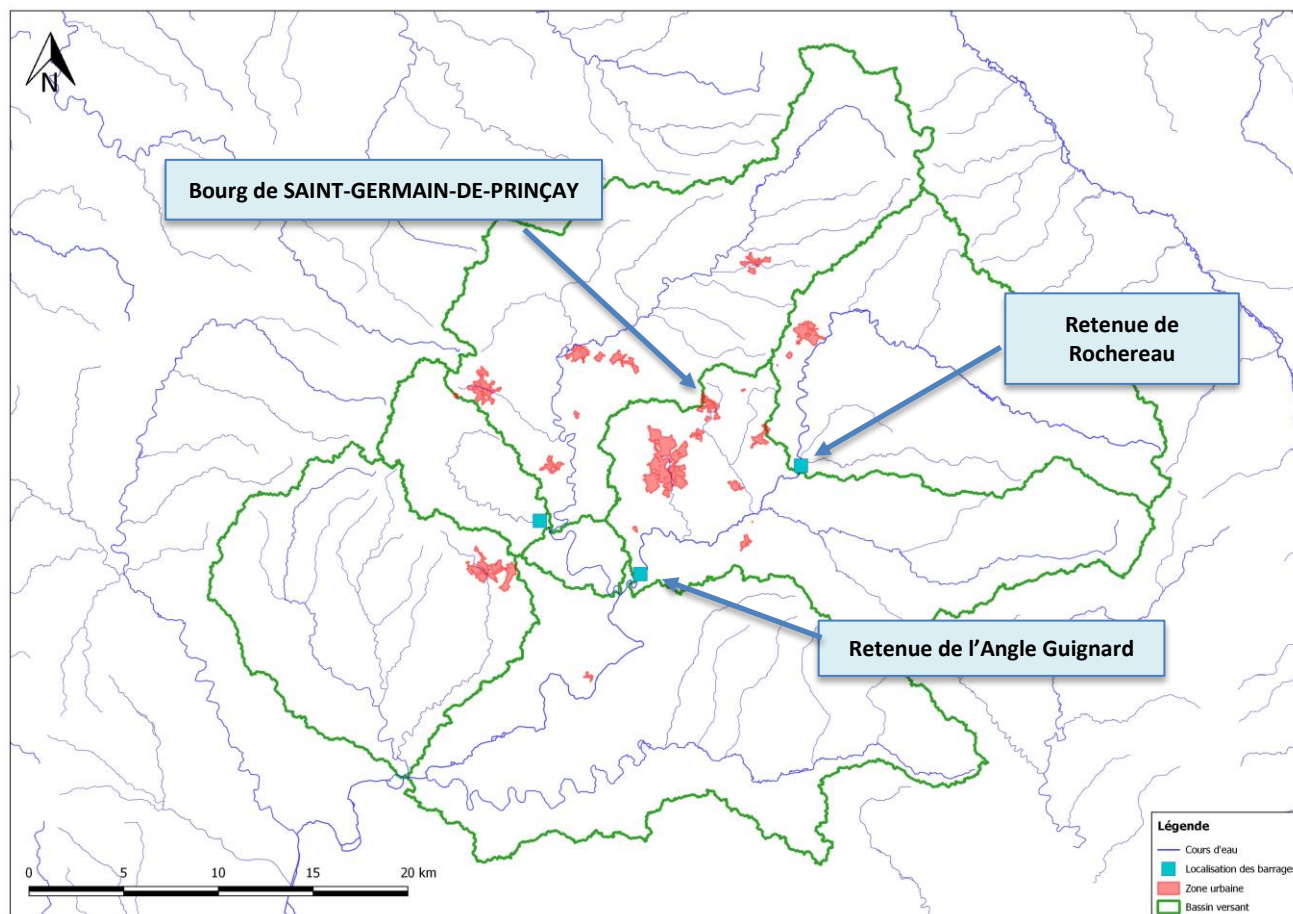 N
Bourg de SAINT-GERMAIN-DE-PRINÇAY
Retenue de
Rochereau
Retenue de l’Angle Guignard
0 5 10 15 20 km
Légende
Cours d'eau
Localisation des barrages
Zone urbaine
Bassin versant